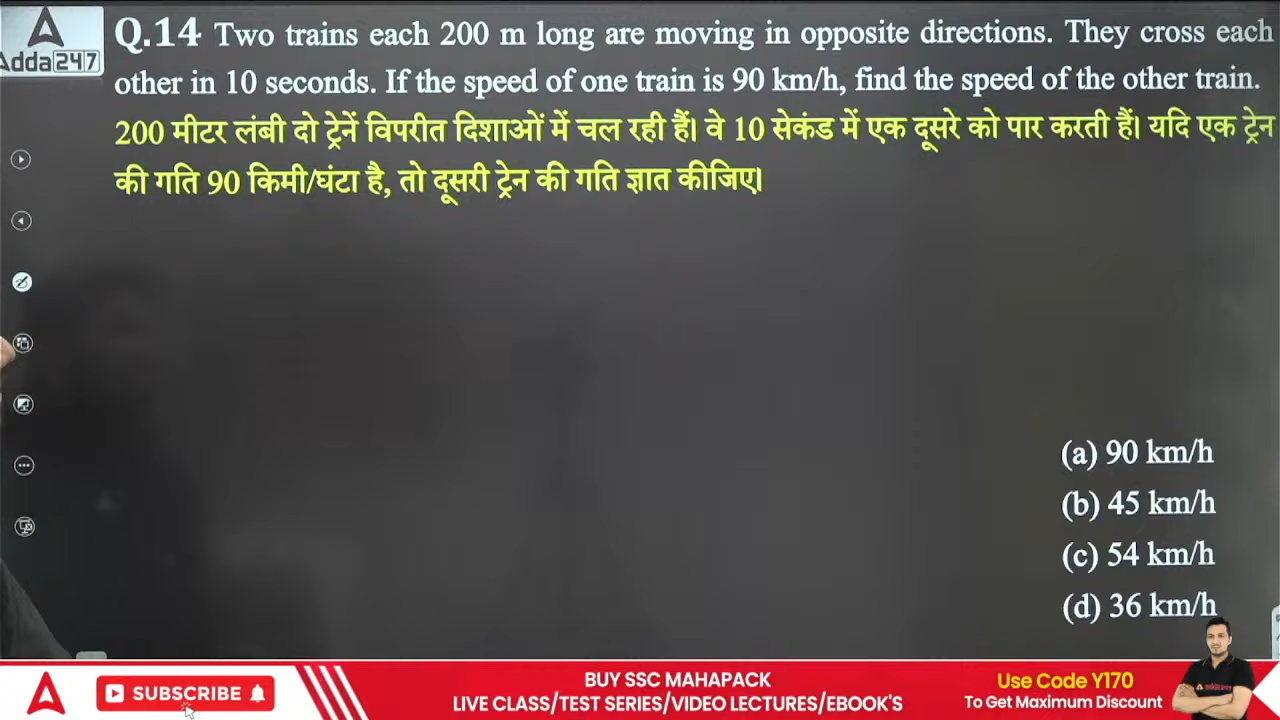 Adda 247
Q.14 Two trains each 200 m long are moving in opposite directions. They cross each
other in 10 seconds. If the speed of one train is 90 km/h, find the speed of the other train.
200 मीटर लंबी दो ट्रेनें विपरीत दिशाओं में चल रही हैं। वे 10 सेकंड में एक दूसरे को पार करती हैं। यदि एक ट्रेन
की गति 90 किमी/घंटा है, तो दूसरी ट्रेन की गति ज्ञात कीजिए।
(a) 90 km/h
(b) 45 km/h
(c) 54 km/h
(d) 36 km/h
SUBSCRIBE
BUY SSC MAHAPACK
LIVE CLASS/TEST SERIES/VIDEO LECTURES/EBOOK'S
Use Code Y170
To Get Maximum Discount